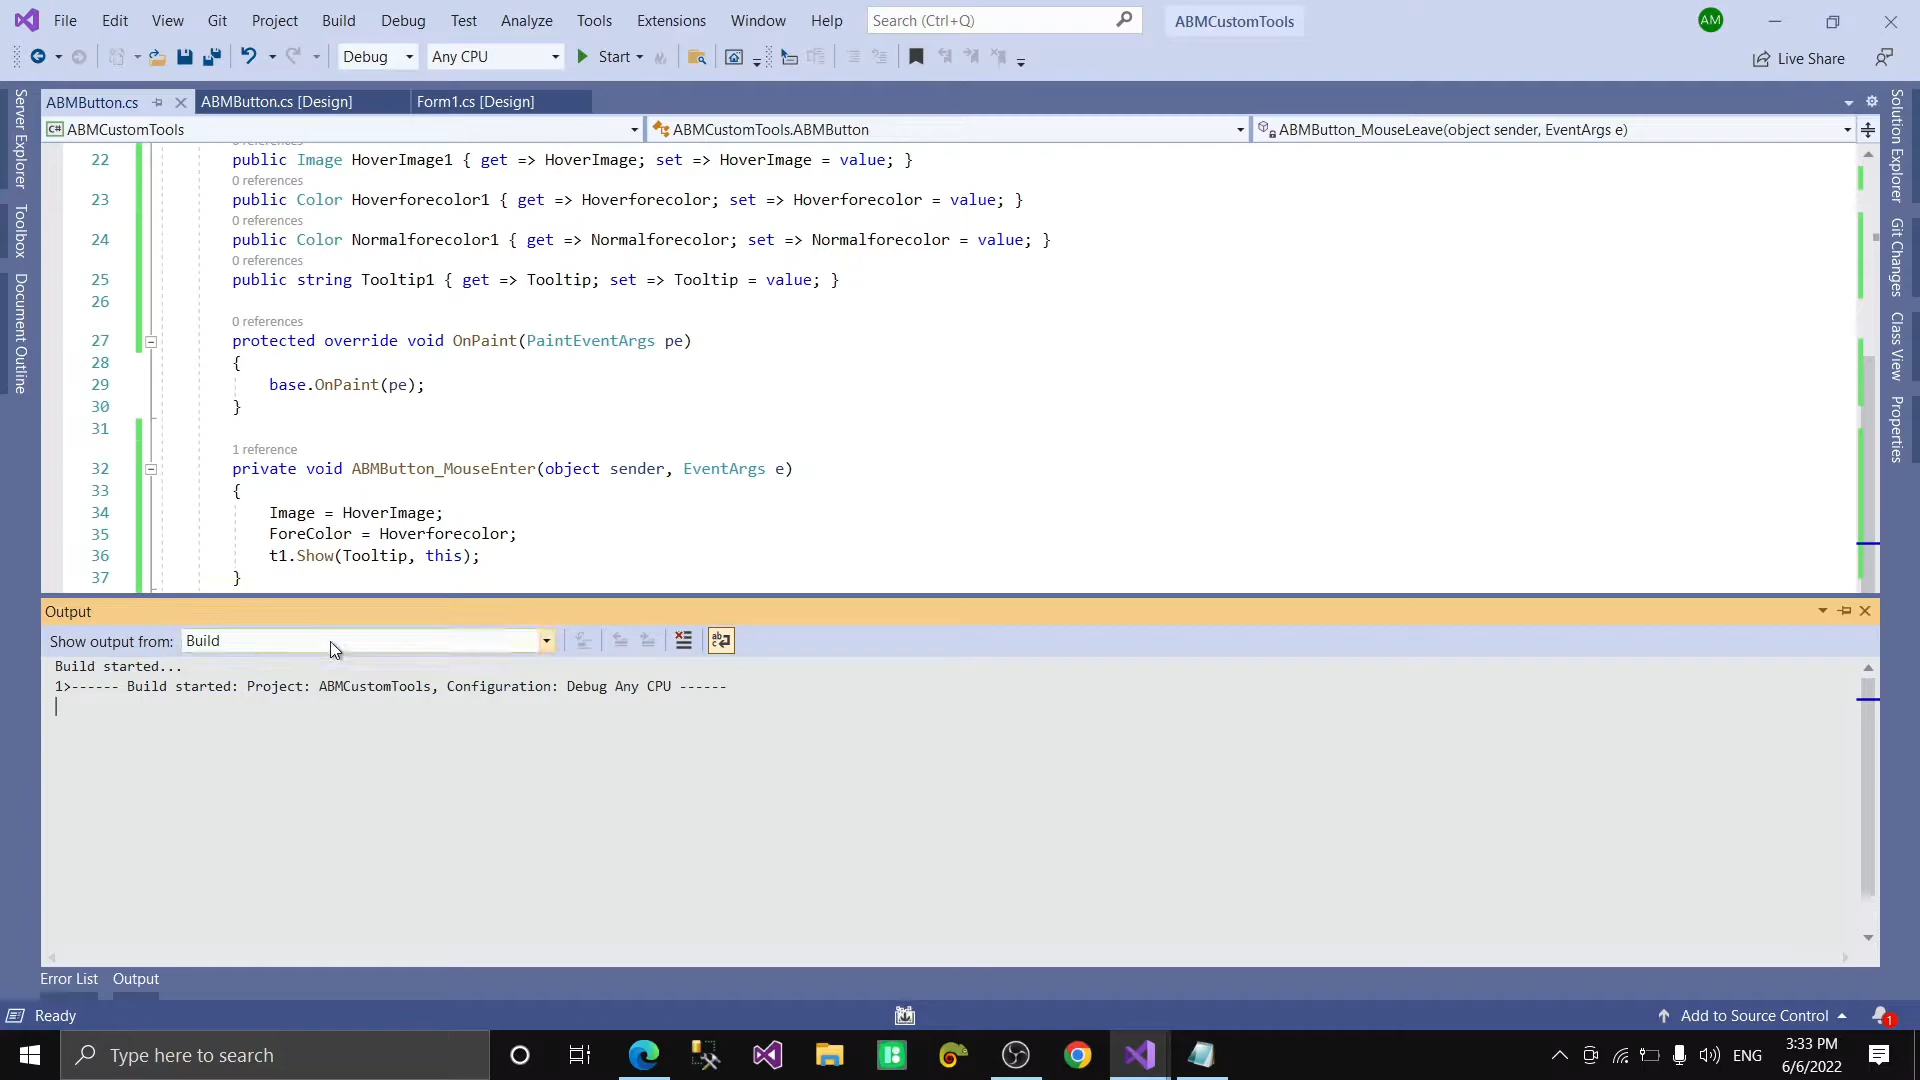 File Edit View Git Project Build Debug Test Analyze Tools Extensions Window Help Search (Ctrl+Q) ABMCustomTools AM
Debug Any CPU Start Live Share
ABMButton.cs ABMButton.cs [Design] Form1.cs [Design]
C# ABMCustomTools ABMCustomTools.ABMButton ABMButton_MouseLeave(object sender, EventArgs e)
Server Explorer
Toolbox
Document Outline
Solution Explorer
Git Changes
Class View
Properties
22 public Image HoverImage1 { get => HoverImage; set => HoverImage = value; }
0 references
23 public Color Hoverforecolor1 { get => Hoverforecolor; set => Hoverforecolor = value; }
0 references
24 public Color Normalforecolor1 { get => Normalforecolor; set => Normalforecolor = value; }
0 references
25 public string Tooltip1 { get => Tooltip; set => Tooltip = value; }
26
0 references
27 protected override void OnPaint(PaintEventArgs pe)
28 {
29 base.OnPaint(pe);
30 }
31
1 reference
32 private void ABMButton_MouseEnter(object sender, EventArgs e)
33 {
34 Image = HoverImage;
35 ForeColor = Hoverforecolor;
36 t1.Show(Tooltip, this);
37 }
Output
Show output from: Build
Build started...
1>------ Build started: Project: ABMCustomTools, Configuration: Debug Any CPU ------
Error List Output
Ready Add to Source Control 1
Type here to search ENG 3:33 PM
6/6/2022